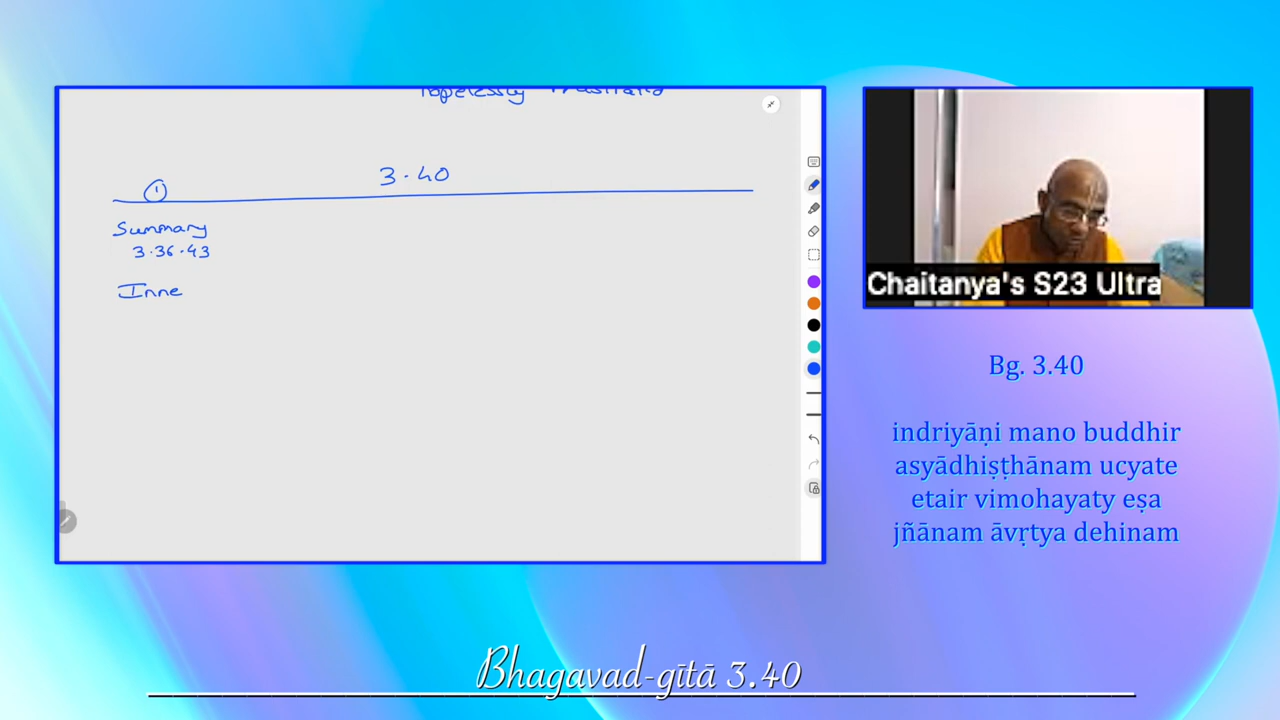 3.40
①
Summary
3.36.43
Inne
Chaitanya's S23 Ultra
Bg. 3.40
indriyāṇi mano buddhir
asyādhiṣṭhānam ucyate
etair vimohayaty eṣa
jñānam āvṛtya dehinam
Bhagavad-gītā 3.40